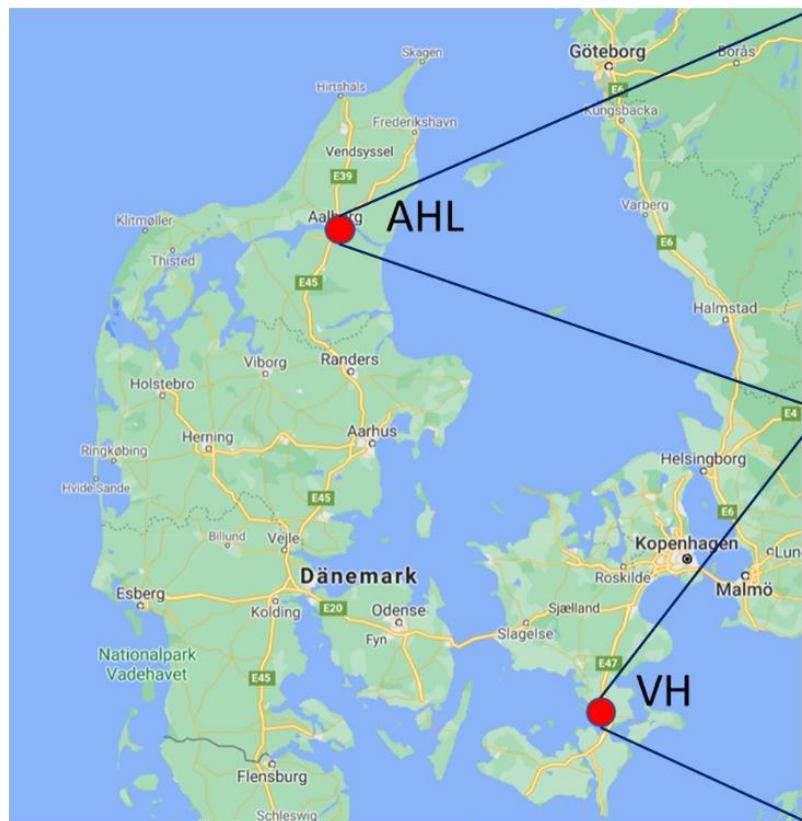 Skagen
Göteborg
Borås
Hirtshals
E6
Kungsbacka
Frederikshavn
Vendsyssel
E39
Klitmøller
AHL
Varberg
Thisted
E6
E45
Halmstad
Viborg
Randers
Holstebro
E4
Aarhus
Herning
Ringkøbing
Helsingborg
Hvide Sande
E45
E6
Billund
Vejle
Kopenhagen
Dänemark
Roskilde
Malmö
Esberg
Kolding
E20
Odense
Sjælland
Fyn
Slagelse
Nationalpark
Vadehavet
E47
E45
VH
Flensburg
Schleswig